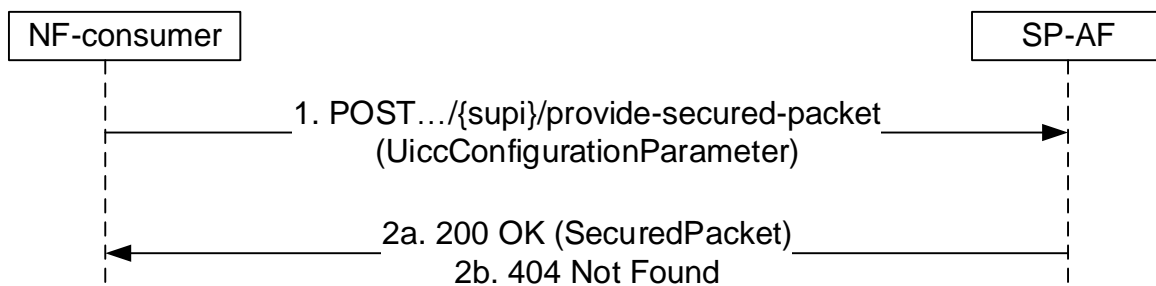 NF-consumer
SP-AF
1. POST…/{supi}/provide-secured-packet
(UiccConfigurationParameter)
2a. 200 OK (SecuredPacket)
2b. 404 Not Found